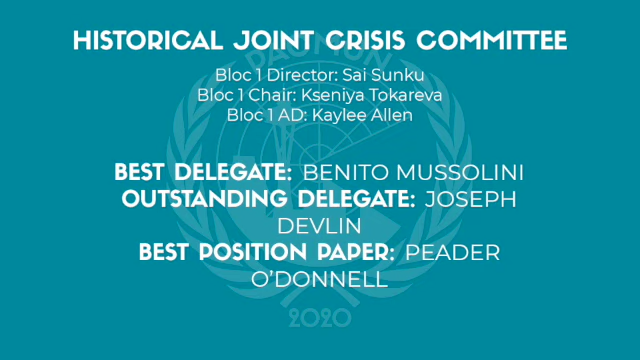 HISTORICAL JOINT CRISIS COMMITTEE
PACMUN
Bloc 1 Director: Sai Sunku
Bloc 1 Chair: Kseniya Tokareva
Bloc 1 AD: Kaylee Allen
BEST DELEGATE: BENITO MUSSOLINI
OUTSTANDING DELEGATE: JOSEPH
DEVLIN
BEST POSITION PAPER: PEADER
O'DONNELL
2020